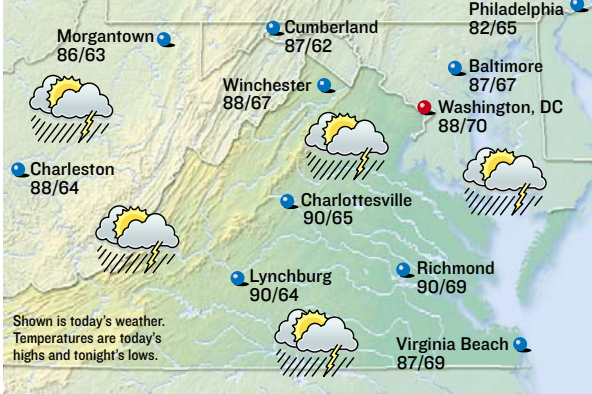 Philadelphia
82/65
Cumberland
87/62
Morgantown
86/63
Baltimore
87/67
Winchester
88/67
Washington, DC
88/70
Charleston
88/64
Charlottesville
90/65
Richmond
90/69
Lynchburg
90/64
Shown is today's weather.
Temperatures are today's
highs and tonight's lows.
Virginia Beach
87/69